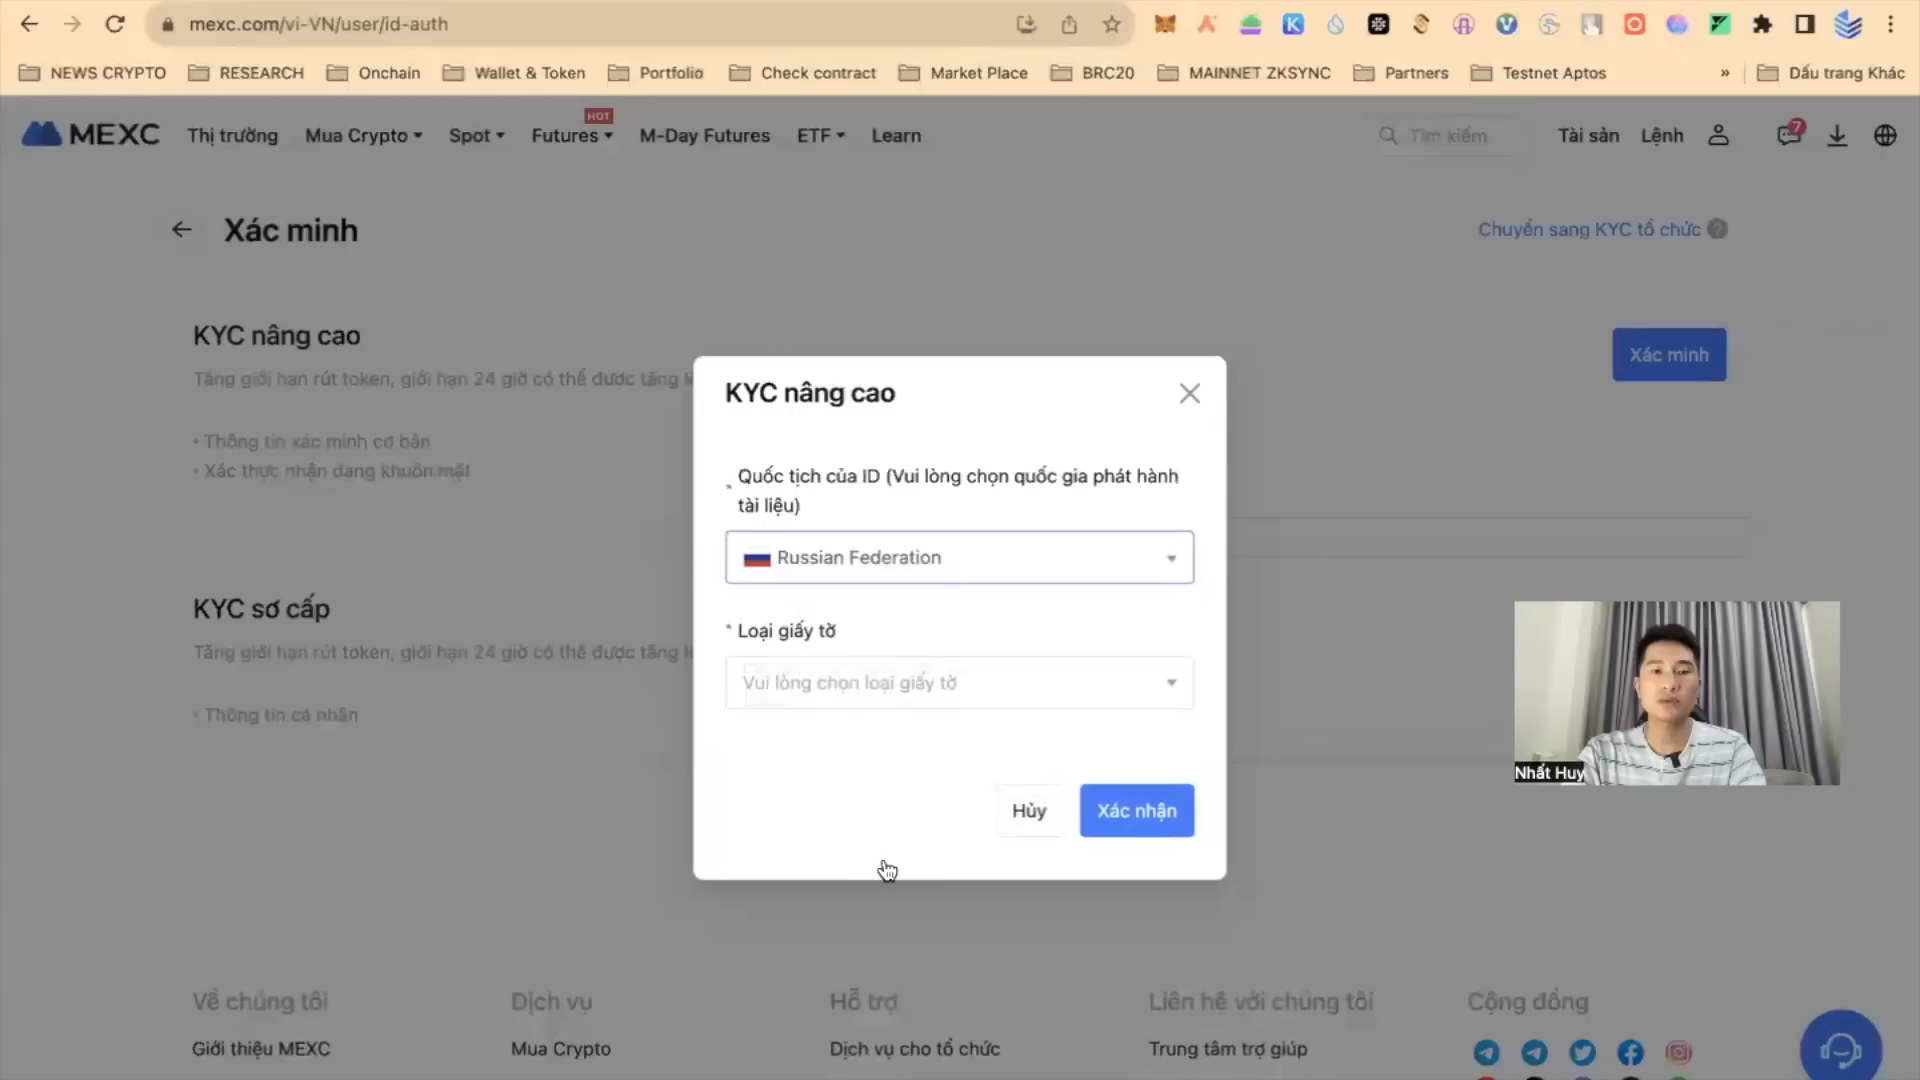 mexc.com/vi-VN/user/id-auth
NEWS CRYPTO RESEARCH Onchain Wallet & Token Portfolio Check contract Market Place BRC20 MAINNET ZKSYNC Partners Testnet Aptos » Dấu trang Khác
HOT
MEXC Thị trường Mua Crypto Spot Futures M-Day Futures ETF Learn Tìm kiếm Tài sản Lệnh 7
Xác minh
Chuyển sang KYC tổ chức ?
KYC nâng cao
Xác minh
Tăng giới hạn rút token, giới hạn 24 giờ có thể được tăng
• Thông tin xác minh cơ bản
• Xác thực nhận dạng khuôn mặt
KYC sơ cấp
Tăng giới hạn rút token, giới hạn 24 giờ có thể được tăng
• Thông tin cá nhân
KYC nâng cao
Quốc tịch của ID (Vui lòng chọn quốc gia phát hành
tài liệu)
Russian Federation
* Loại giấy tờ
Vui lòng chọn loại giấy tờ
Hủy Xác nhận
Nhất Huy
Về chúng tôi Dịch vụ Hỗ trợ Liên hệ với chúng tôi Cộng đồng
Giới thiệu MEXC Mua Crypto Dịch vụ cho tổ chức Trung tâm trợ giúp